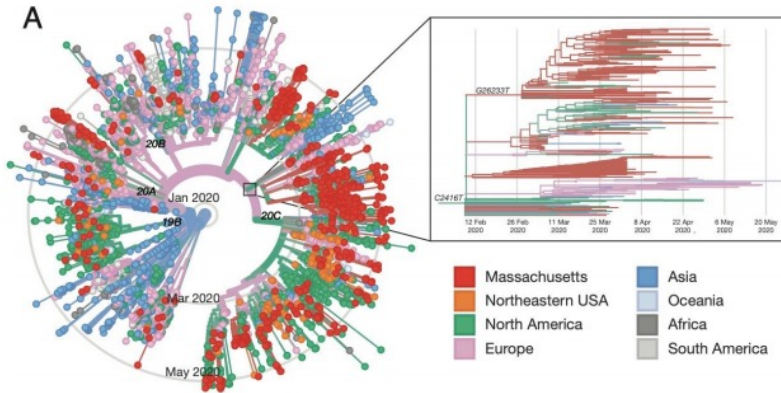 A
20B
20A
Jan 2020
19B
20C
Mar 2020
May 2020
G26233T
C2416T
12 Feb 2020
26 Feb 2020
11 Mar 2020
25 Mar 2020
8 Apr 2020
22 Apr 2020
6 May 2020
20 May 2020
Massachusetts
Northeastern USA
North America
Europe
Asia
Oceania
Africa
South America